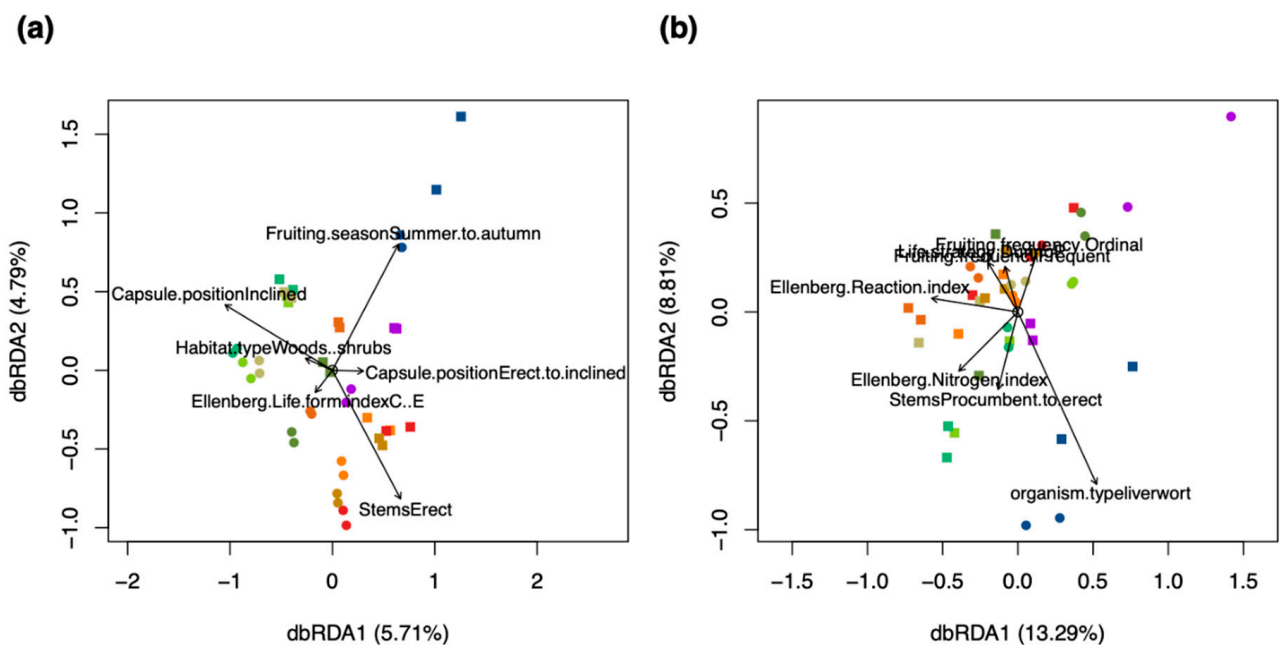 (a)
(b)
1.5
1.0
0.5
0.0
−0.5
−1.0
dbRDA2 (4.79%)
Fruiting.seasonSummer.to.autumn
Capsule.positionInclined
Habitat.typeWoods..shrubs
Capsule.positionErect.to.inclined
Ellenberg.Life.form.indexC..E
StemsErect
−2
−1
0
1
2
dbRDA1 (5.71%)
0.5
0.0
−0.5
−1.0
dbRDA2 (8.81%)
Fruiting.frequency.Ordinal
Fruiting.frequencyFrequent
Ellenberg.Reaction.index
Ellenberg.Nitrogen.index
StemsProcumbent.to.erect
organism.typeliverwort
−1.5
−1.0
−0.5
0.0
0.5
1.0
1.5
dbRDA1 (13.29%)